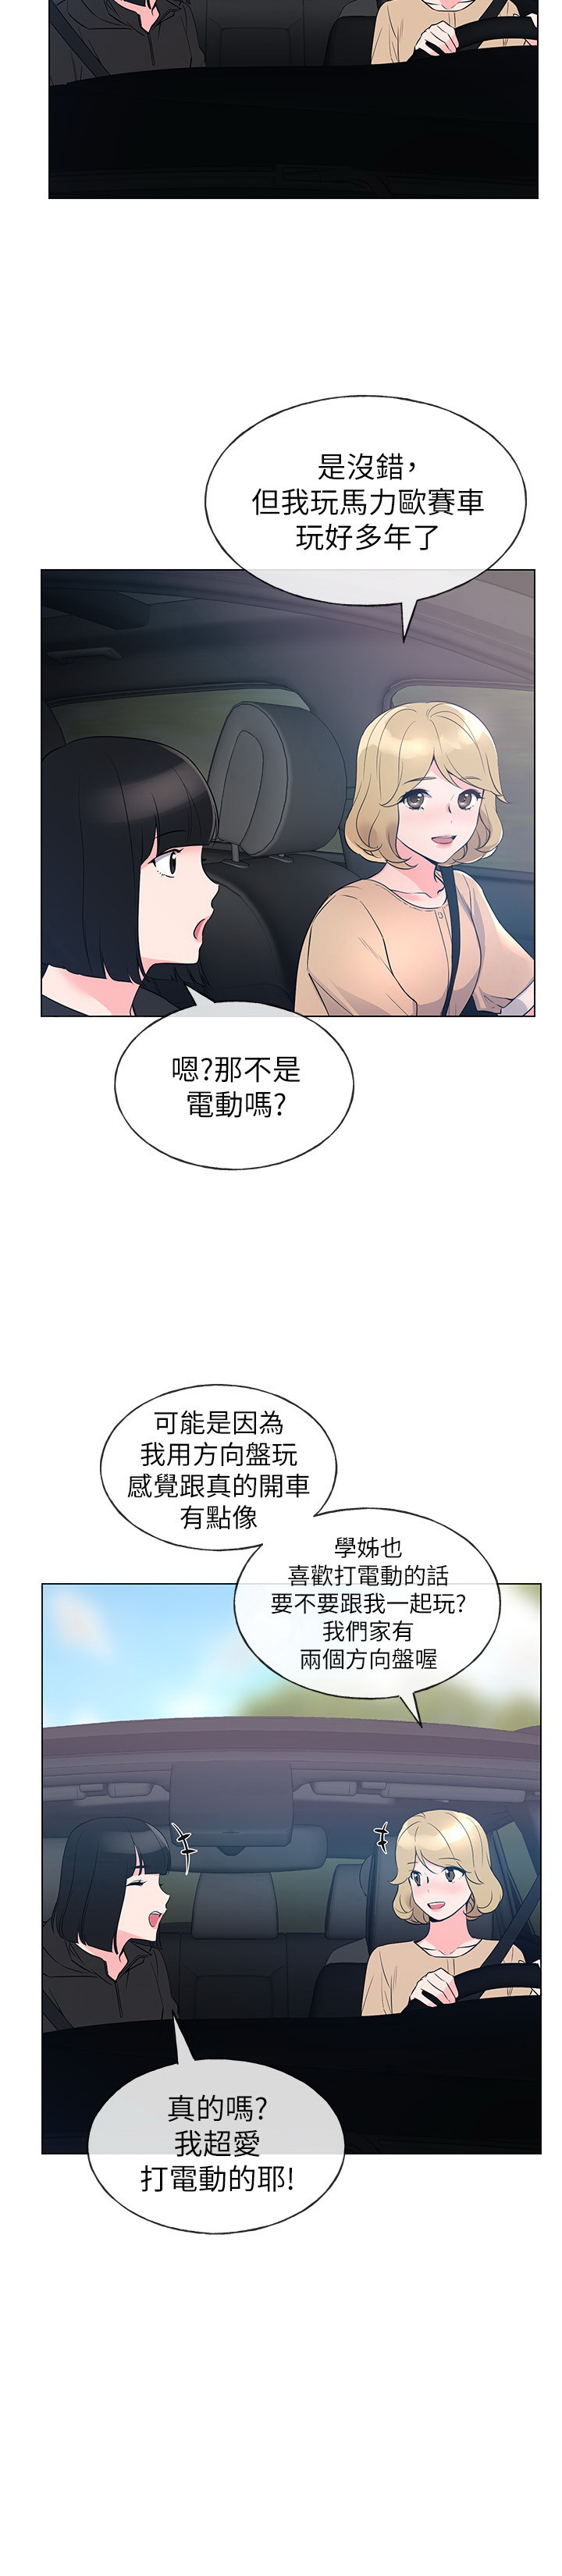 是沒錯，
但我玩馬力歐賽車
玩好多年了
嗯?那不是
電動嗎?
可能是因為
我用方向盤玩
感覺跟真的開車
有點像
學姊也
喜歡打電動的話
要不要跟我一起玩?
我們家有
兩個方向盤喔
真的嗎?
我超愛
打電動的耶!